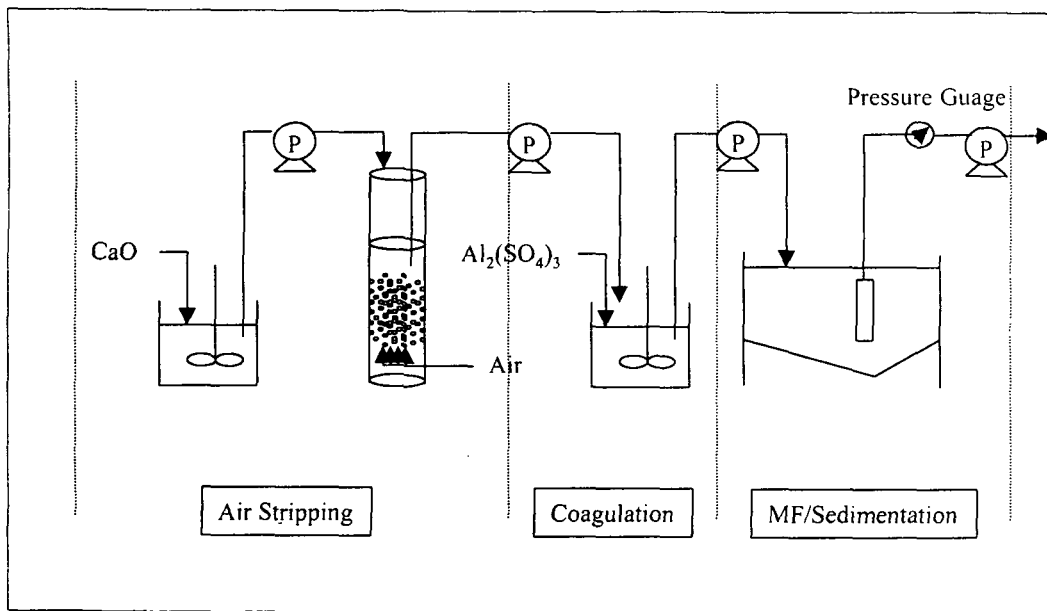 Pressure Guage
P
P
P
P
CaO
Al₂(SO₄)₃
Air
Air Stripping
Coagulation
MF/Sedimentation